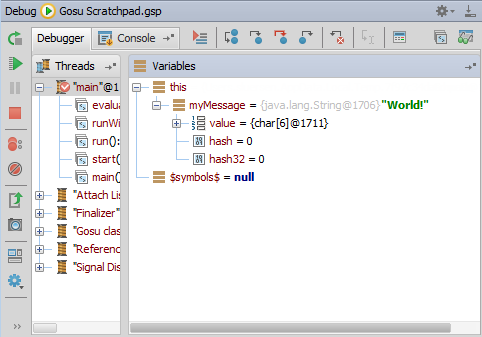 Debug Gosu Scratchpad.gsp
Debugger Console
Threads
"main"@1
evalua
runWi
run():
start(
main()
"Attach Lis
"Finalizer"
"Gosu clas
"Referenc
"Signal Dis
Variables
this
myMessage = {java.lang.String@1706}"World!"
value = {char[6]@1711}
hash = 0
hash32 = 0
$symbols$ = null